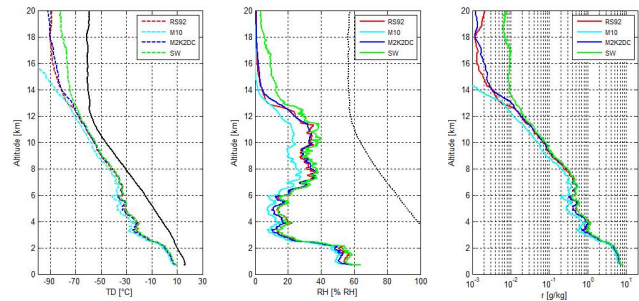 20
18
16
14
12
10
8
6
4
2
0
Altitude [km]
-90 -70 -50 -30 -10 10 30
TD [°C]
RS92
M10
M2K2DC
SW
20
18
16
14
12
10
8
6
4
2
0
Altitude [km]
0 20 40 60 80 100
RH [% RH]
RS92
M10
M2K2DC
SW
20
18
16
14
12
10
8
6
4
2
0
Altitude [km]
10-3 10-2 10-1 100 101
r [g/kg]
RS92
M10
M2K2DC
SW